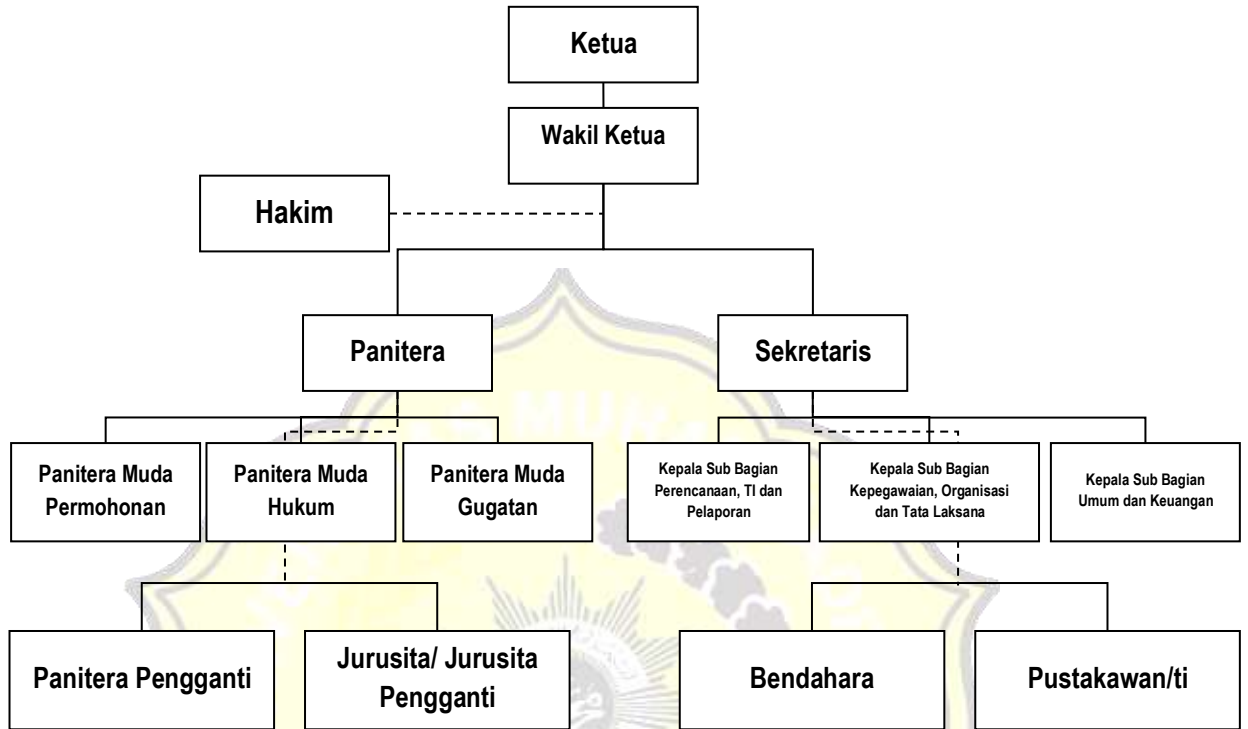 Ketua
Wakil Ketua
Hakim
Panitera
Sekretaris
Panitera Muda
Permohonan
Panitera Muda
Hukum
Panitera Muda
Gugatan
Kepala Sub Bagian
Perencanaan, TI dan
Pelaporan
Kepala Sub Bagian
Kepegawaian, Organisasi
dan Tata Laksana
Kepala Sub Bagian
Umum dan Keuangan
Panitera Pengganti
Jurusita/ Jurusita
Pengganti
Bendahara
Pustakawan/ti